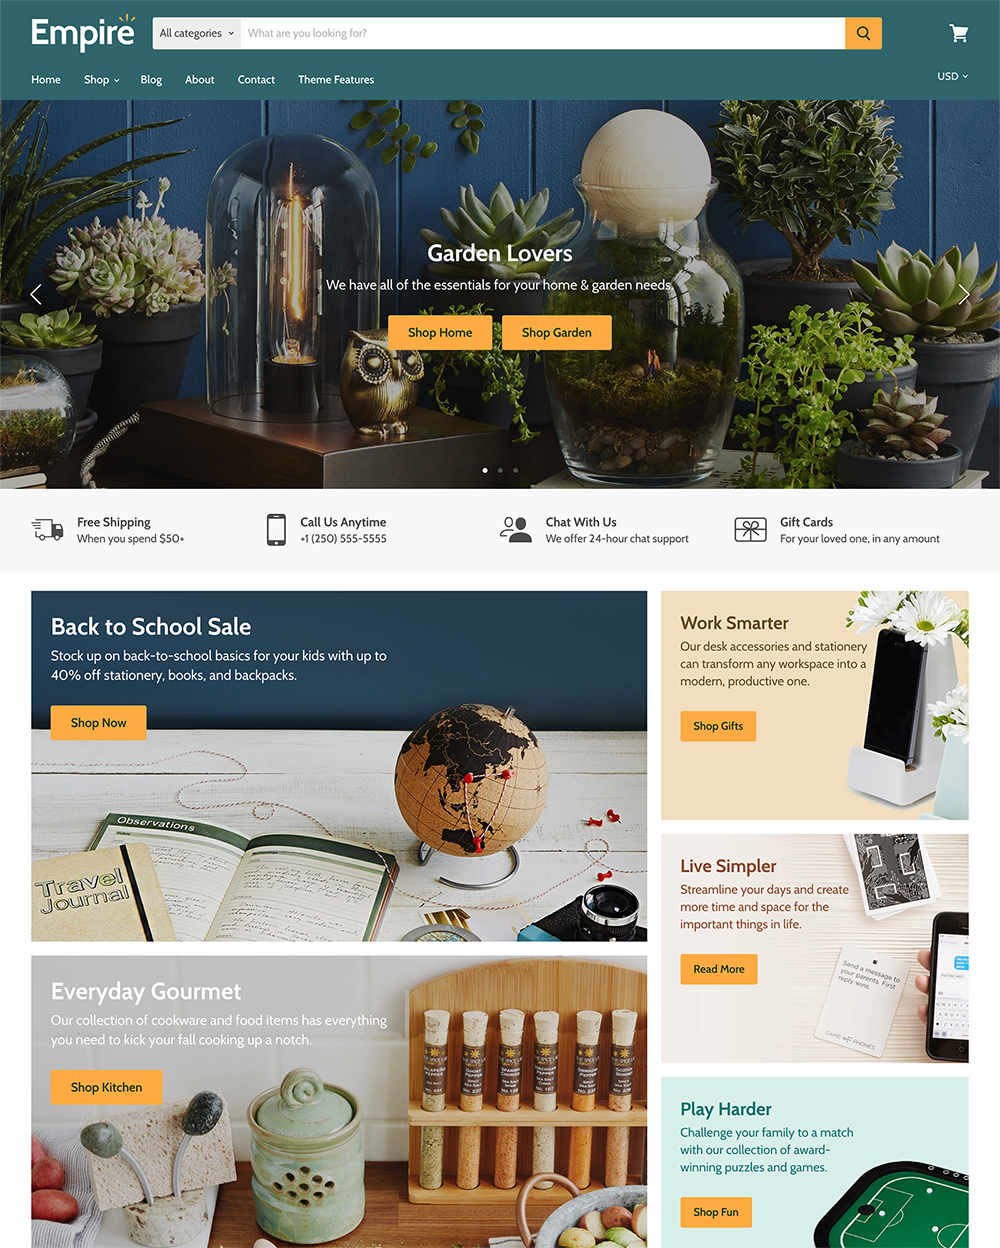 Empire
All categories
What are you looking for?
Home
Shop
Blog
About
Contact
Theme Features
USD
Garden Lovers
We have all of the essentials for your home & garden needs.
Shop Home
Shop Garden
Free Shipping
When you spend $50+
Call Us Anytime
+1 (250) 555-5555
Chat With Us
We offer 24-hour chat support
Gift Cards
For your loved one, in any amount
Back to School Sale
Stock up on back-to-school basics for your kids with up to
40% off stationery, books, and backpacks.
Shop Now
Observations
Travel
Journal
Work Smarter
Our desk accessories and stationery
can transform any workspace into a
modern, productive one.
Shop Gifts
Live Simpler
Streamline your days and create
more time and space for the
important things in life.
Read More
Send a message to
your parents. First
reply wins.
GAME OF PHONES
Everyday Gourmet
Our collection of cookware and food items has everything
you need to kick your fall cooking up a notch.
Shop Kitchen
Play Harder
Challenge your family to a match
with our collection of award-
winning puzzles and games.
Shop Fun